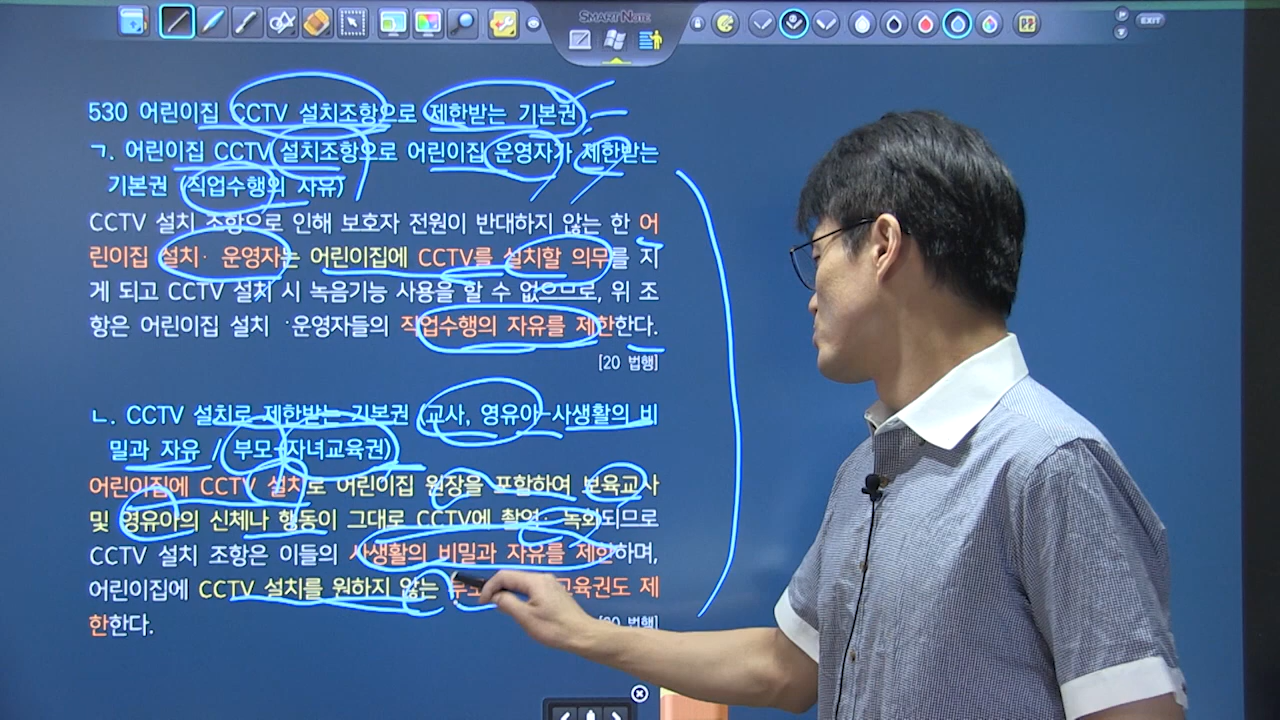 SMART NOTE
EXIT
530 어린이집 CCTV 설치조항으로 제한받는 기본권
ㄱ. 어린이집 CCTV 설치조항으로 어린이집 운영자가 제한받는
기본권 (직업수행의 자유)
CCTV 설치 조항으로 인해 보호자 전원이 반대하지 않는 한 어
린이집 설치· 운영자는 어린이집에 CCTV를 설치할 의무를 지
게 되고 CCTV 설치 시 녹음기능 사용을 할 수 없으므로, 위 조
항은 어린이집 설치 ·운영자들의 직업수행의 자유를 제한한다.
[20 법행]
ㄴ. CCTV 설치로 제한받는 기본권 (교사, 영유아-사생활의 비
밀과 자유 / 부모-자녀교육권)
어린이집에 CCTV 설치로 어린이집 원장을 포함하여 보육교사
및 영유아의 신체나 행동이 그대로 CCTV에 촬영· 녹화되므로
CCTV 설치 조항은 이들의 사생활의 비밀과 자유를 제한하며,
어린이집에 CCTV 설치를 원하지 않는 교육권도 제
한한다.
[20 법행]